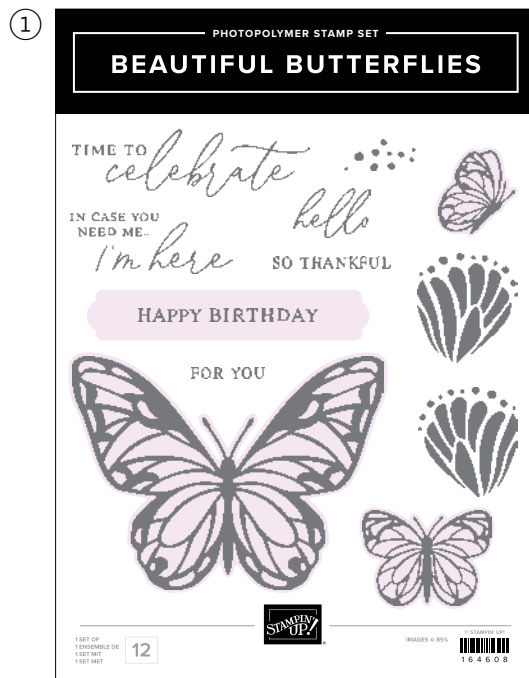 1
PHOTOPOLYMER STAMP SET
BEAUTIFUL BUTTERFLIES
TIME TO
celebrate
hello
IN CASE YOU
NEED ME..
I'm here
SO THANKFUL
HAPPY BIRTHDAY
FOR YOU
1 SET OF
1 ENSEMBLE DE
1 SET MIT
1 SET MET
12
STAMPIN' UP!®
IMAGES @ 85%
© STAMPIN' UP!
164608